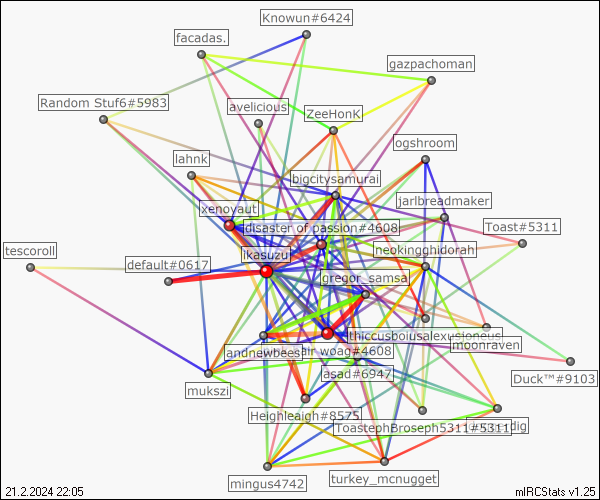 Knowun#6424
facadas.
gazpachoman
Random Stuf6#5983
avelicious
ZeeHonK
ogshroom
lahnk
bigcitysamurai
jarlbreadmaker
xenoyaut
disaster of passion#4608
Toast#5311
tescoroll
ikasuzu
neokingghidorah
default#0617
gregor_samsa
thiccusboiusalexusioneus
andnewbees
air woag#4608
moonraven
asad#6947
Duck™#9103
mukszi
Heighleaigh#8575
ToastephBroseph5311#5311
dig
mingus4742
turkey_mcnugget
21.2.2024 22:05
mIRCStats v1.25